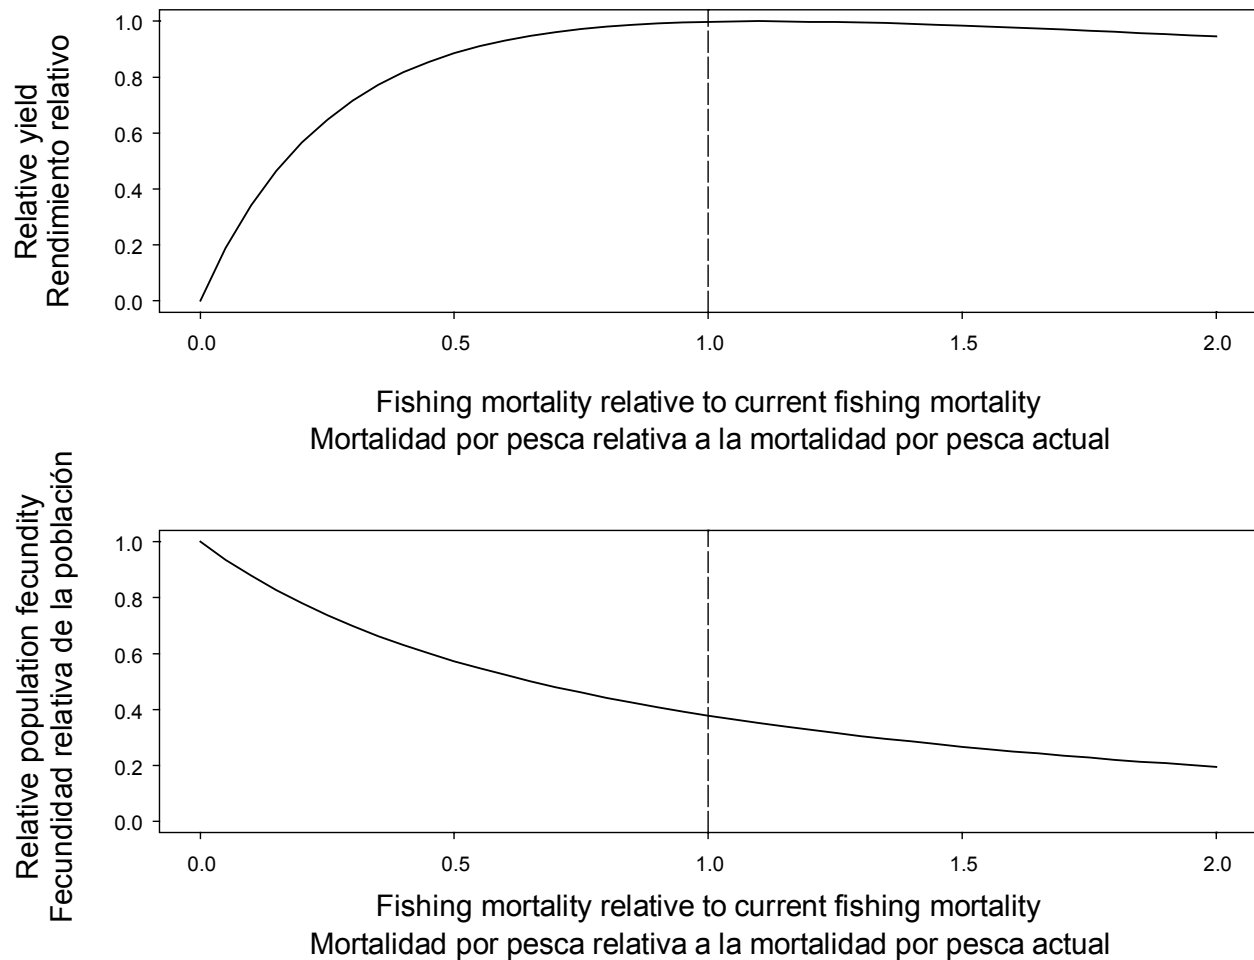 Relative yield
Rendimiento relativo
1.0
0.8
0.6
0.4
0.2
0.0
0.0 0.5 1.0 1.5 2.0
Fishing mortality relative to current fishing mortality
Mortalidad por pesca relativa a la mortalidad por pesca actual
Relative population fecundity
Fecundidad relativa de la población
1.0
0.8
0.6
0.4
0.2
0.0
0.0 0.5 1.0 1.5 2.0
Fishing mortality relative to current fishing mortality
Mortalidad por pesca relativa a la mortalidad por pesca actual